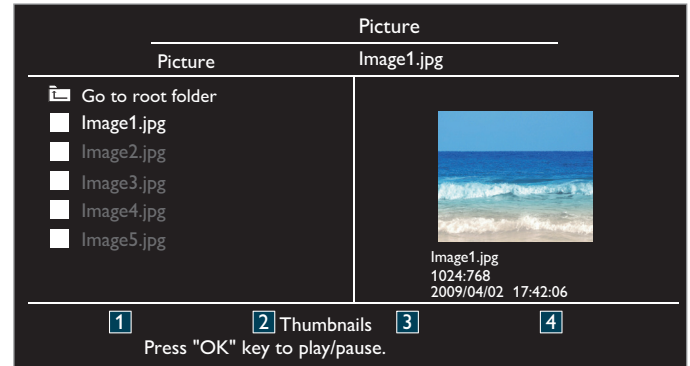 Picture
Picture
Image1.jpg
Go to root folder
Image1.jpg
Image2.jpg
Image3.jpg
Image4.jpg
Image5.jpg
Image1.jpg
1024:768
2009/04/02 17:42:06
1 2 Thumbnails 3 4
Press "OK" key to play/pause.